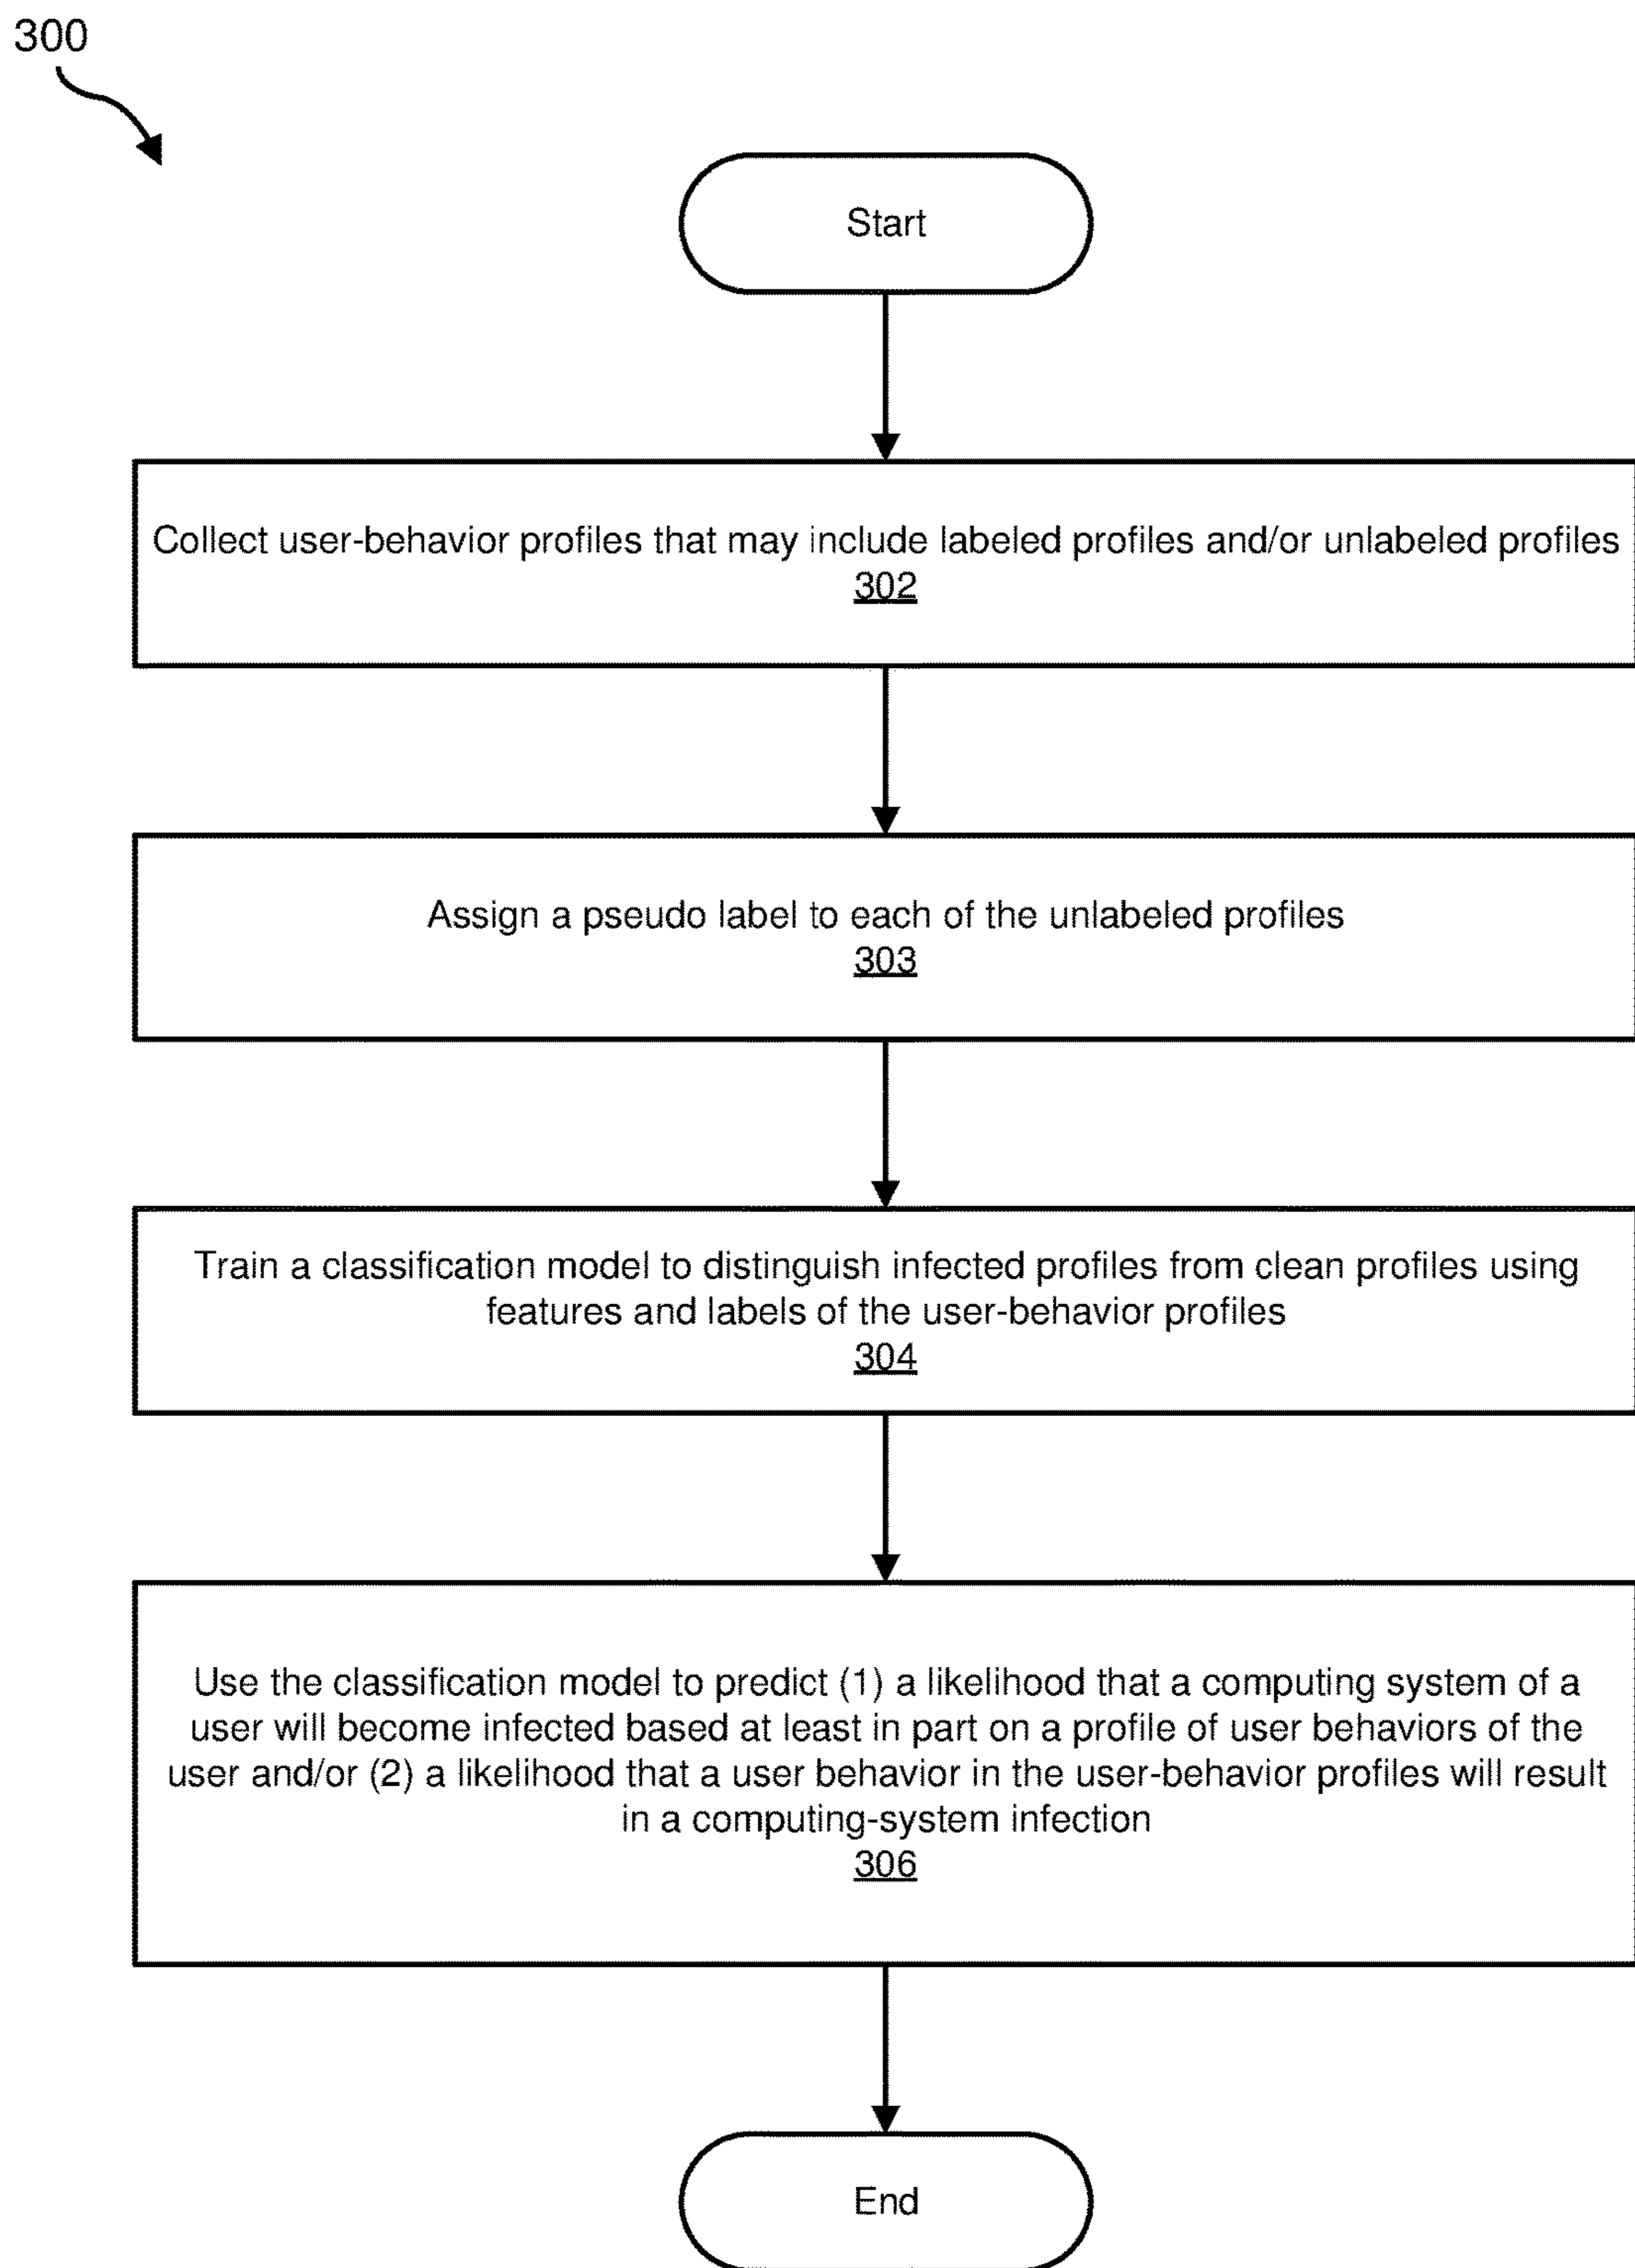 300
Start
Collect user-behavior profiles that may include labeled profiles and/or unlabeled profiles
302
Assign a pseudo label to each of the unlabeled profiles
303
Train a classification model to distinguish infected profiles from clean profiles using
features and labels of the user-behavior profiles
304
Use the classification model to predict (1) a likelihood that a computing system of a
user will become infected based at least in part on a profile of user behaviors of the
user and/or (2) a likelihood that a user behavior in the user-behavior profiles will result
in a computing-system infection
306
End